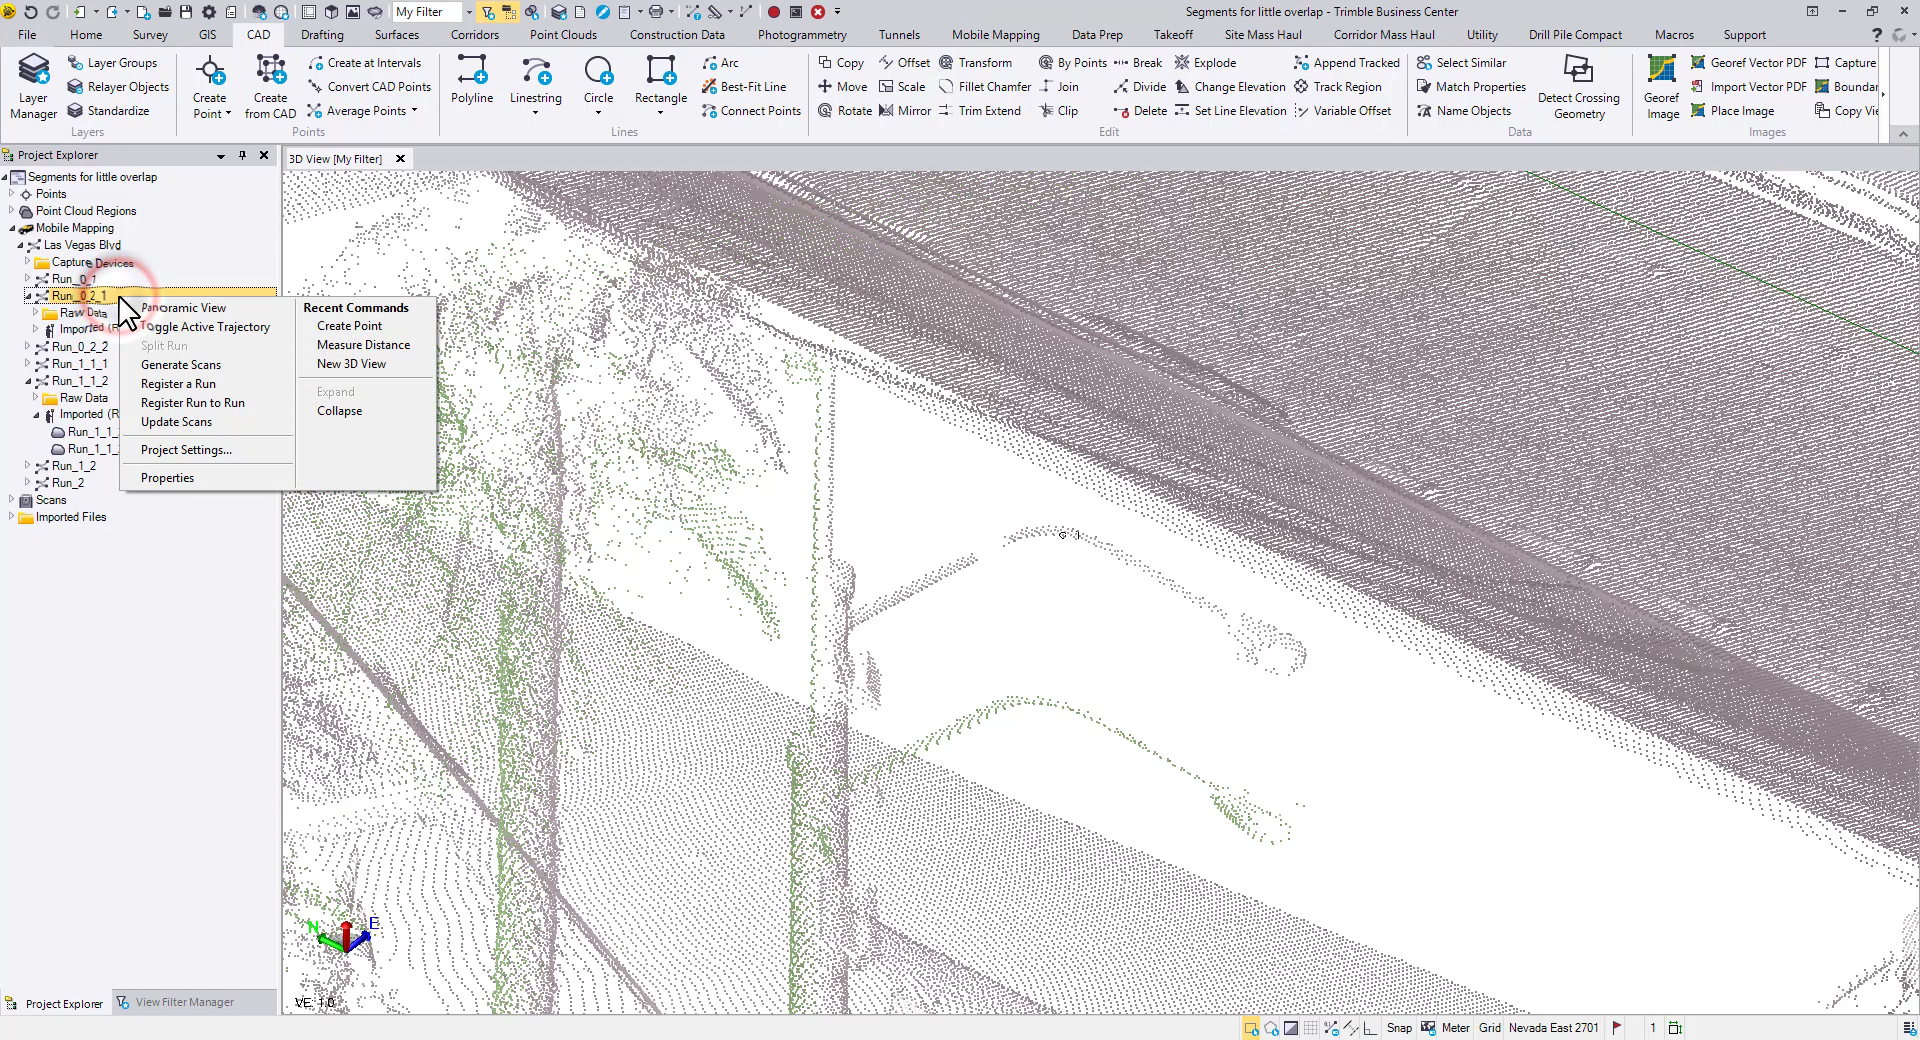 My Filter
Segments for little overlap - Trimble Business Center
File Home Survey GIS CAD Drafting Surfaces Corridors Point Clouds Construction Data Photogrammetry Tunnels Mobile Mapping Data Prep Takeoff Site Mass Haul Corridor Mass Haul Utility Drill Pile Compact Macros Support
Layer Manager
Layer Groups
Relayer Objects
Standardize
Layers
Create Point
Create from CAD
Create at Intervals
Convert CAD Points
Average Points
Points
Polyline
Linestring
Circle
Rectangle
Arc
Best-Fit Line
Connect Points
Lines
Copy Offset Transform By Points Break Explode Append Tracked
Move Scale Fillet Chamfer Join Divide Change Elevation Track Region
Rotate Mirror Trim Extend Clip Delete Set Line Elevation Variable Offset
Edit
Select Similar
Match Properties
Name Objects
Detect Crossing Geometry
Data
Georef Image
Georef Vector PDF
Import Vector PDF
Place Image
Capture
Boundar
Copy Vi
Images
Project Explorer
3D View [My Filter]
Segments for little overlap
Points
Point Cloud Regions
Mobile Mapping
Las Vegas Blvd
Capture Devices
Run_0_1
Run_0_2_1
Raw Data
Imported (R
Run_0_2_2
Run_1_1_1
Run_1_1_2
Raw Data
Imported (R
Run_1_1_
Run_1_1_
Run_1_2
Run_2
Scans
Imported Files
Panoramic View
Toggle Active Trajectory
Split Run
Generate Scans
Register a Run
Register Run to Run
Update Scans
Project Settings...
Properties
Recent Commands
Create Point
Measure Distance
New 3D View
Expand
Collapse
N
E
VE: 1.0
Project Explorer
View Filter Manager
Snap Meter Grid Nevada East 2701 1